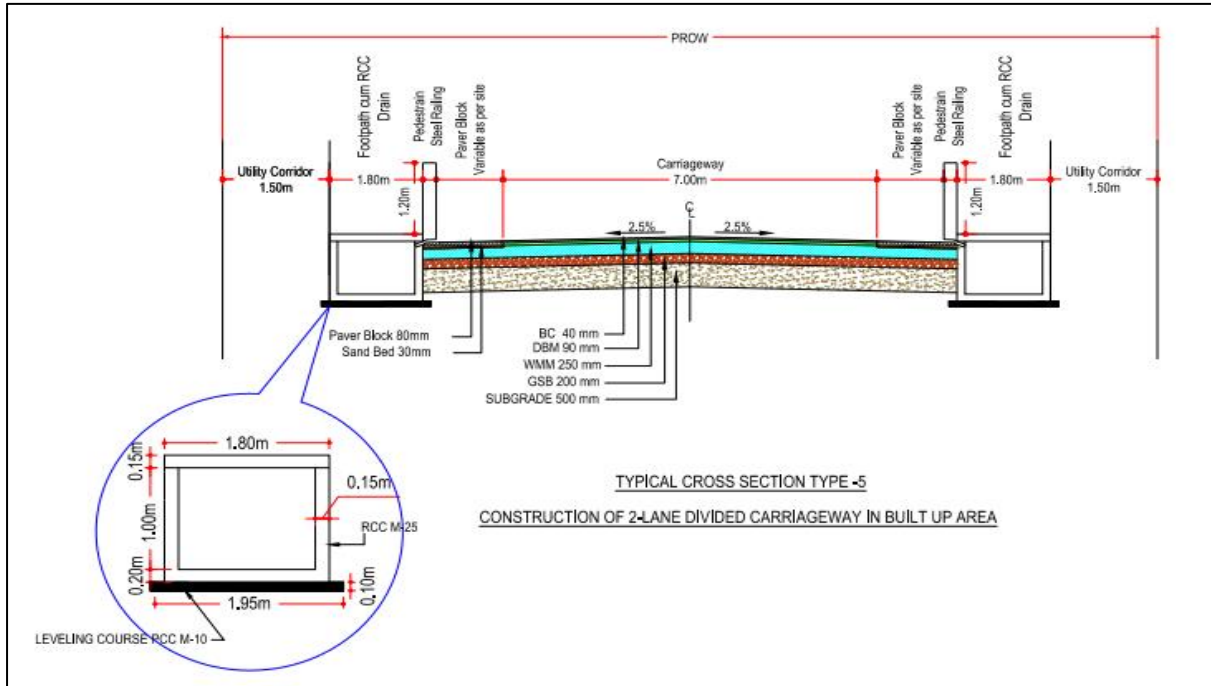 PROW
Footpath cum RCC
Drain
Pedestrain
Steel Railing
Paver Block
Variable as per site
Paver Block
Variable as per site
Pedestrain
Steel Railing
Footpath cum RCC
Drain
Utility Corridor
1.50m
1.80m
Carriageway
7.00m
1.80m
Utility Corridor
1.50m
1.20m
1.20m
CL
2.5%
2.5%
Paver Block 80mm
Sand Bed 30mm
BC 40 mm
DBM 90 mm
WMM 250 mm
GSB 200 mm
SUBGRADE 500 mm
1.80m
0.15m
0.15m
1.00m
RCC M-25
0.20m
0.10m
1.95m
LEVELING COURSE PCC M-10
TYPICAL CROSS SECTION TYPE -5
CONSTRUCTION OF 2-LANE DIVIDED CARRIAGEWAY IN BUILT UP AREA